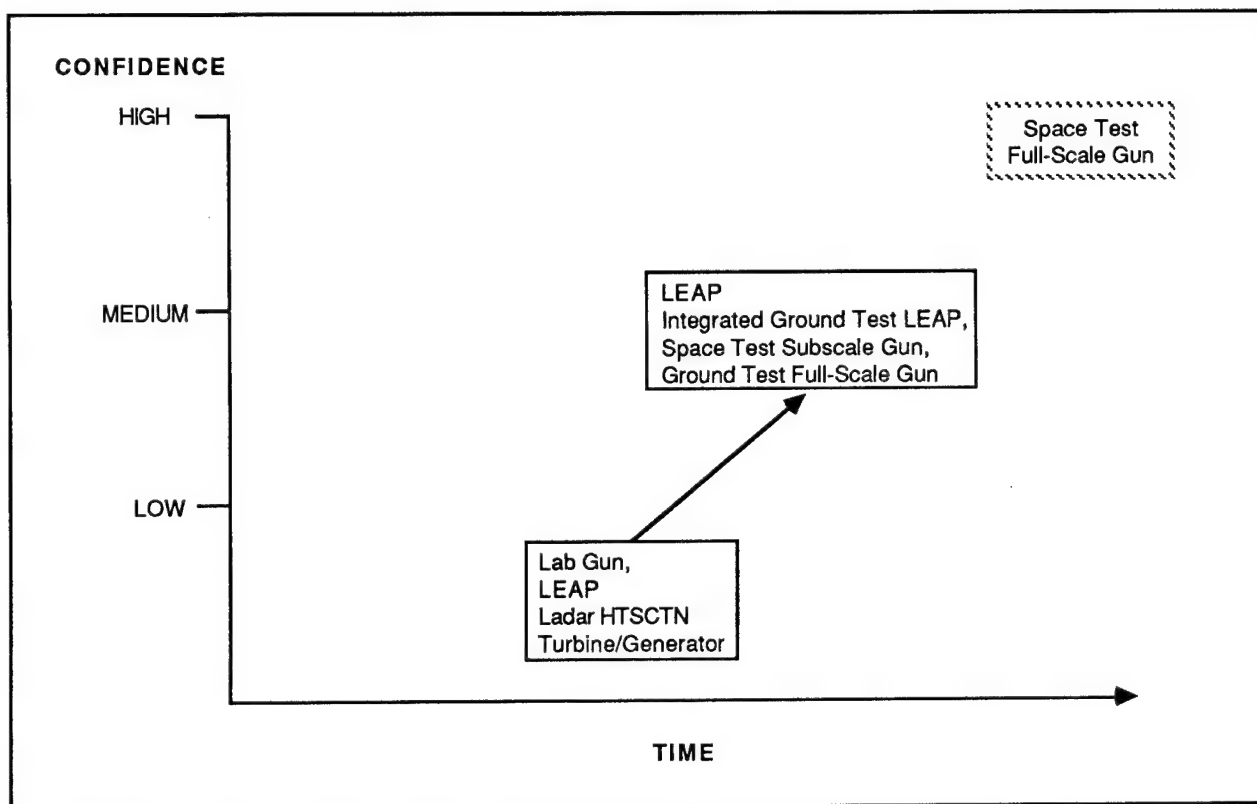 CONFIDENCE
HIGH
Space Test
Full-Scale Gun
MEDIUM
LEAP
Integrated Ground Test LEAP,
Space Test Subscale Gun,
Ground Test Full-Scale Gun
LOW
Lab Gun,
LEAP
Ladar HTSCTN
Turbine/Generator
TIME